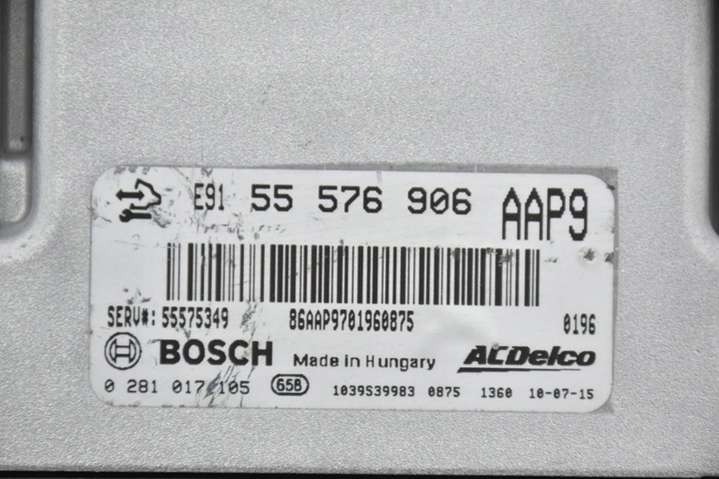 E91 55 576 906 AAP9
SERV#: 55575349 86AAP9701960875 0196
BOSCH Made in Hungary ACDelco
0 281 017 105 658 1039S39983 0875 1360 10-07-15